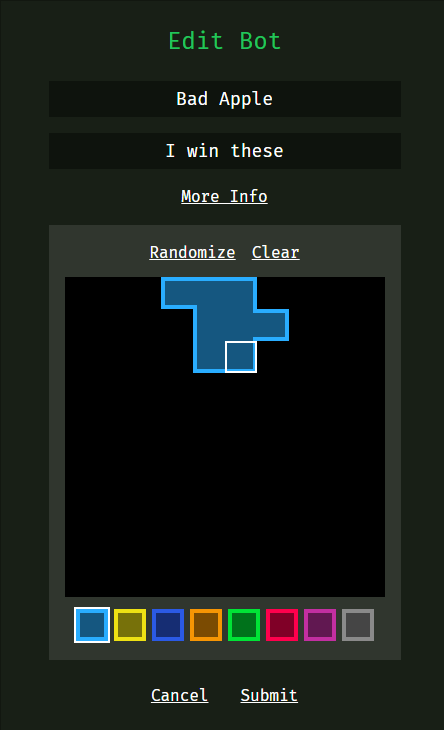 Edit Bot
Bad Apple
I win these
More Info
Randomize Clear
Cancel Submit